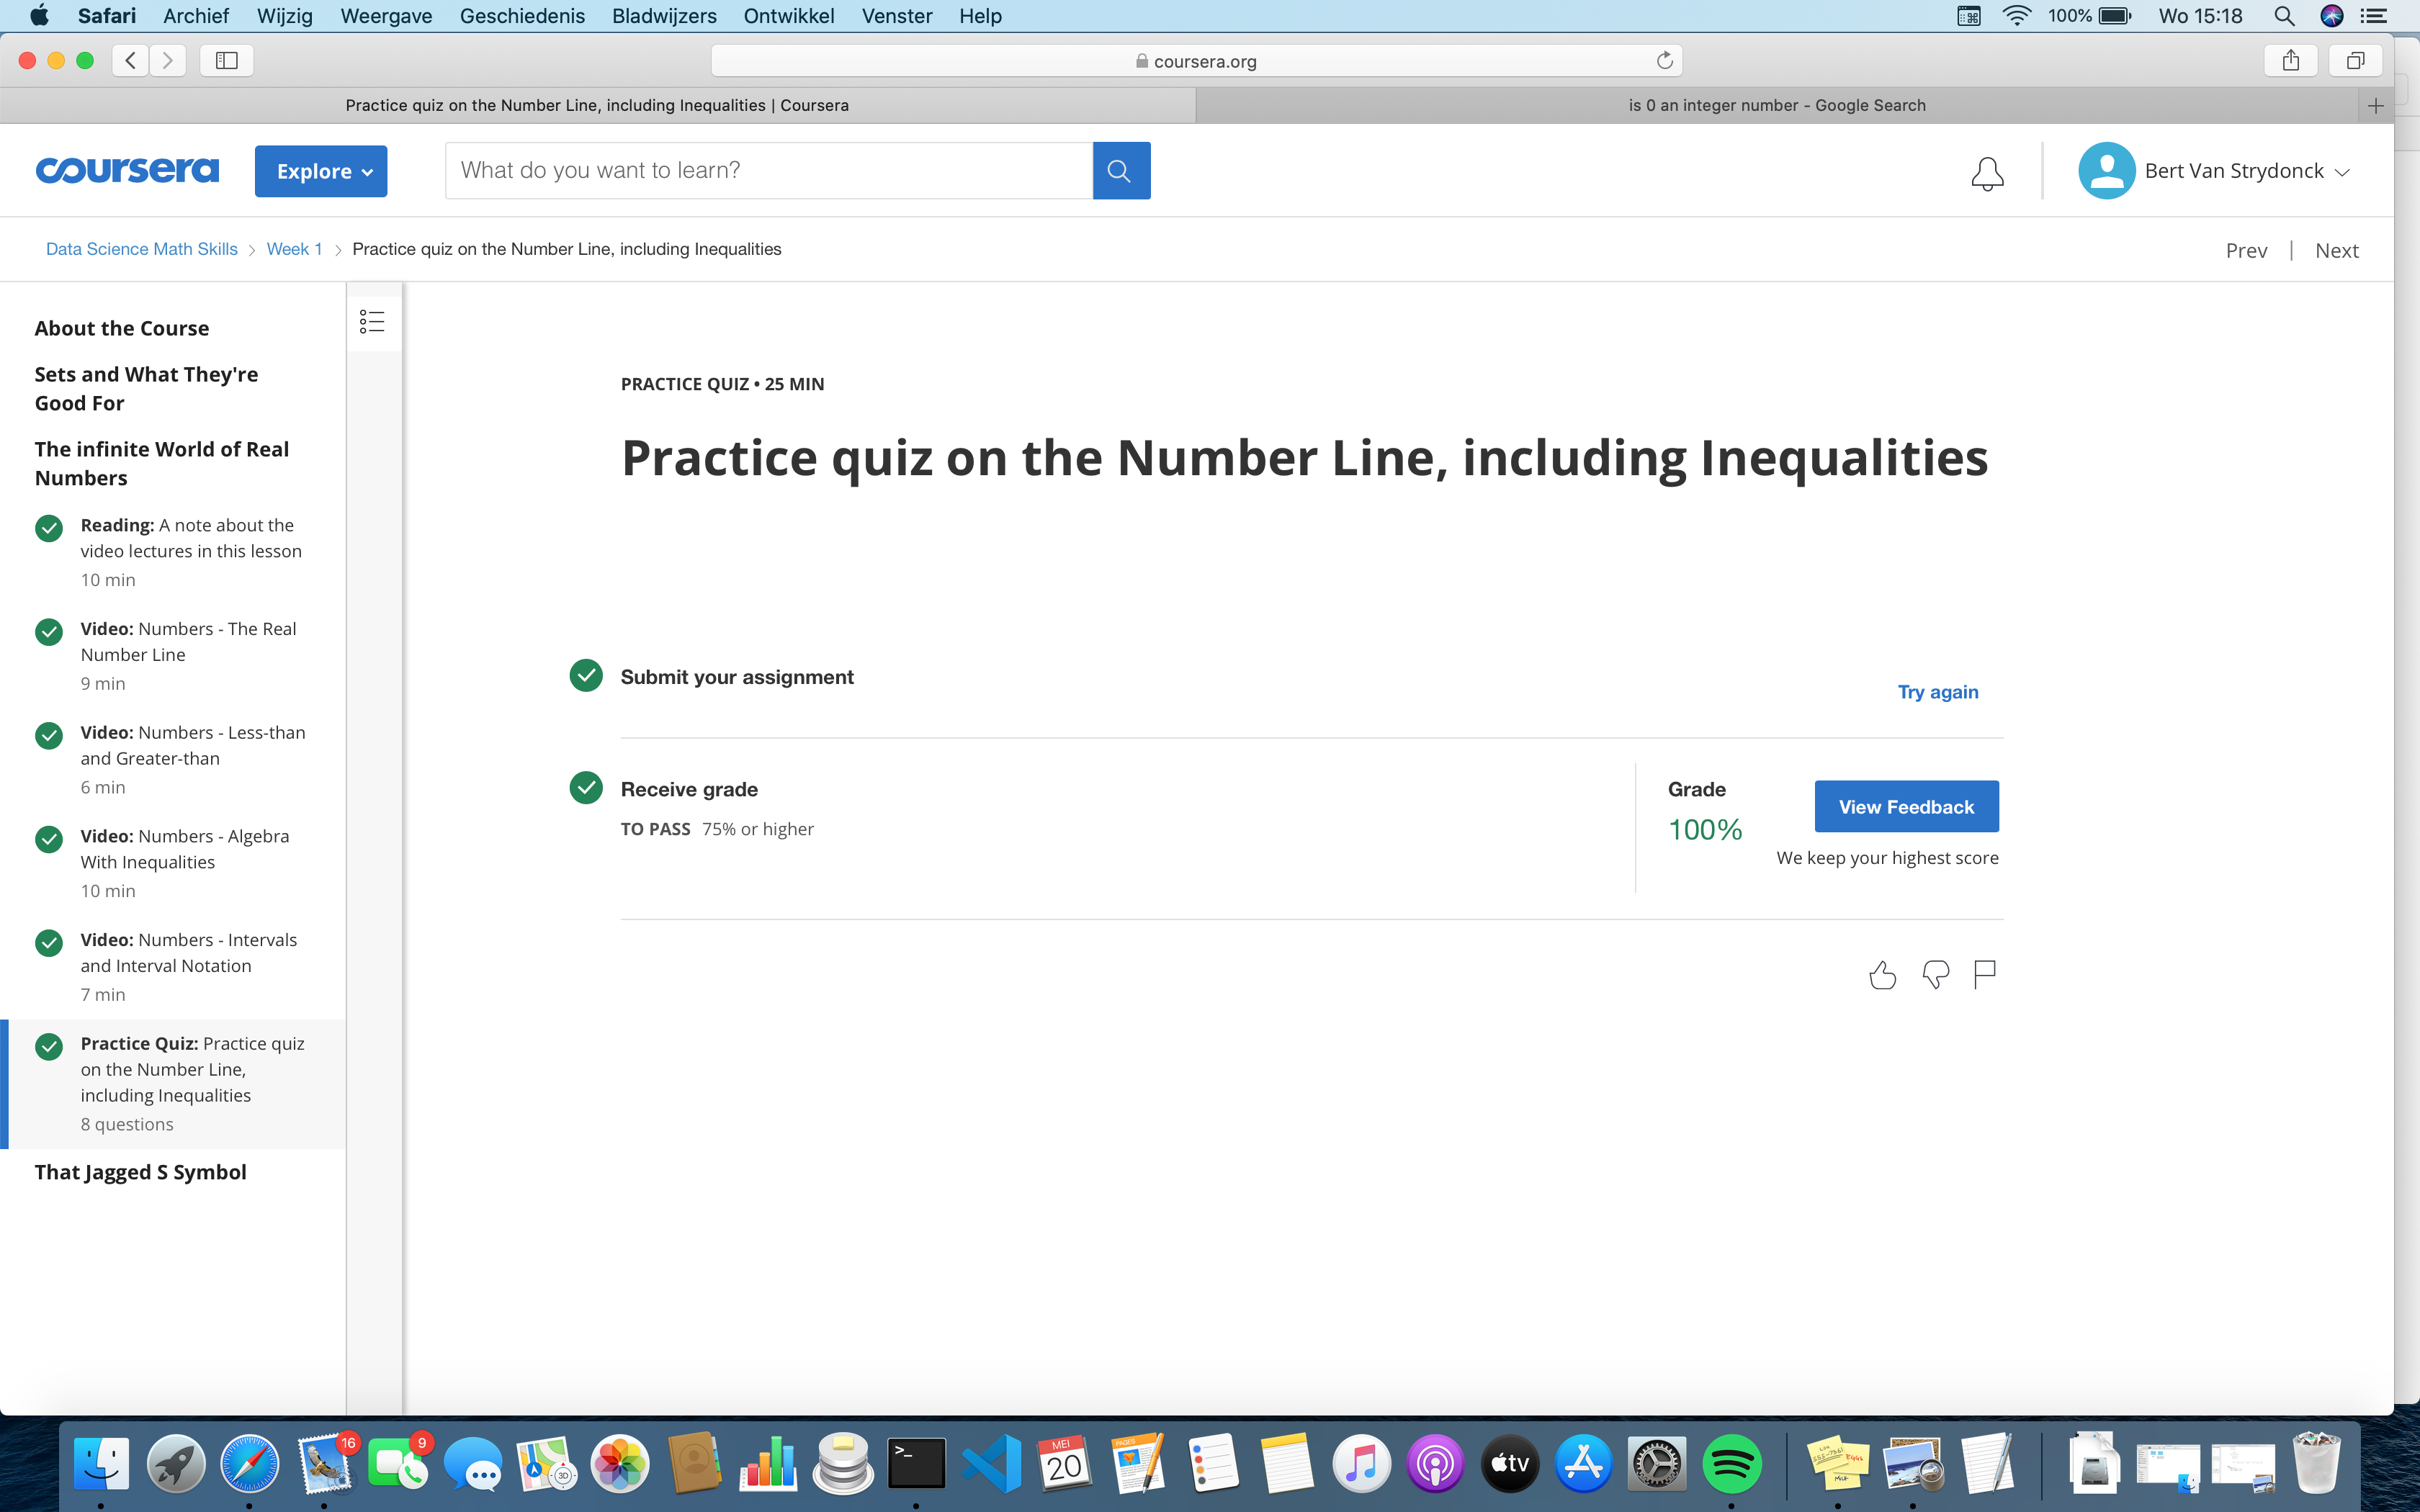 Safari Archief Wijzig Weergave Geschiedenis Bladwijzers Ontwikkel Venster Help 100% Wo 15:18
coursera.org
Practice quiz on the Number Line, including Inequalities | Coursera
is 0 an integer number - Google Search
coursera
Explore
What do you want to learn?
Bert Van Strydonck
Data Science Math Skills > Week 1 > Practice quiz on the Number Line, including Inequalities
Prev | Next
About the Course
Sets and What They're
Good For
The infinite World of Real
Numbers
Reading: A note about the
video lectures in this lesson
10 min
Video: Numbers - The Real
Number Line
9 min
Video: Numbers - Less-than
and Greater-than
6 min
Video: Numbers - Algebra
With Inequalities
10 min
Video: Numbers - Intervals
and Interval Notation
7 min
Practice Quiz: Practice quiz
on the Number Line,
including Inequalities
8 questions
That Jagged S Symbol
PRACTICE QUIZ • 25 MIN
Practice quiz on the Number Line, including Inequalities
Submit your assignment
Try again
Receive grade
TO PASS 75% or higher
Grade
100%
View Feedback
We keep your highest score
16
9
3D
>_
MEI
20
PAGES
tv
EGGS
MLK